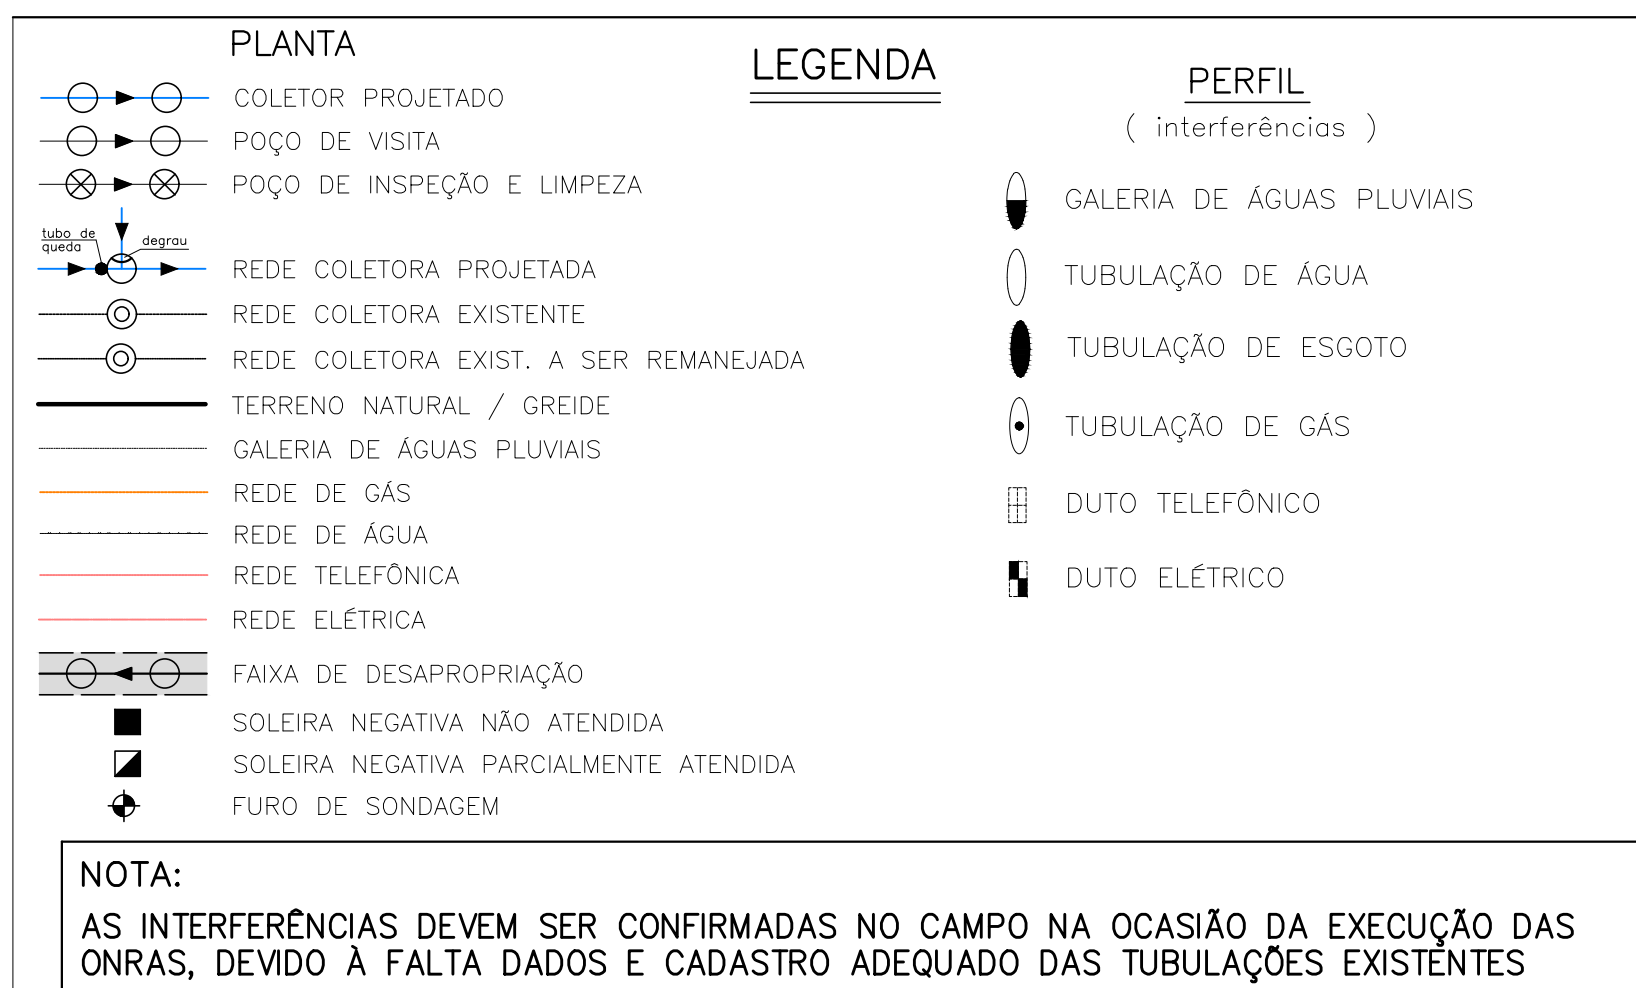 PLANTA
COLETOR PROJETADO
POÇO DE VISITA
POÇO DE INSPEÇÃO E LIMPEZA
tubo de
queda
degrau
REDE COLETORA PROJETADA
REDE COLETORA EXISTENTE
REDE COLETORA EXIST. A SER REMANEJADA
TERRENO NATURAL / GREIDE
GALERIA DE ÁGUAS PLUVIAIS
REDE DE GÁS
REDE DE ÁGUA
REDE TELEFÔNICA
REDE ELÉTRICA
FAIXA DE DESAPROPRIAÇÃO
SOLEIRA NEGATIVA NÃO ATENDIDA
SOLEIRA NEGATIVA PARCIALMENTE ATENDIDA
FURO DE SONDAGEM
LEGENDA
PERFIL
( interferências )
GALERIA DE ÁGUAS PLUVIAIS
TUBULAÇÃO DE ÁGUA
TUBULAÇÃO DE ESGOTO
TUBULAÇÃO DE GÁS
DUTO TELEFÔNICO
DUTO ELÉTRICO
NOTA:
AS INTERFERÊNCIAS DEVEM SER CONFIRMADAS NO CAMPO NA OCASIÃO DA EXECUÇÃO DAS
ONRAS, DEVIDO À FALTA DADOS E CADASTRO ADEQUADO DAS TUBULAÇÕES EXISTENTES